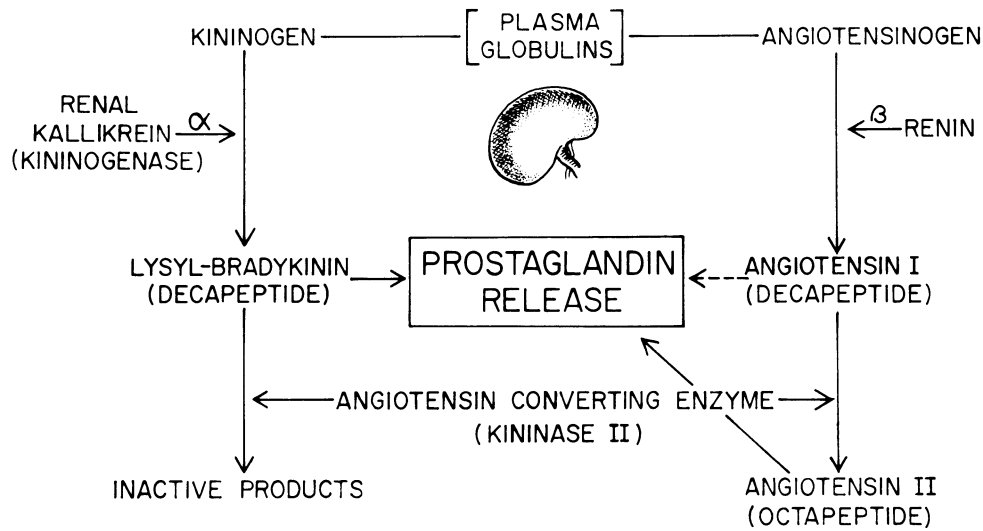 KININOGEN
[PLASMA
GLOBULINS]
ANGIOTENSINOGEN
RENAL
KALLIKREIN
(KININOGENASE)
α
β
RENIN
LYSYL-BRADYKININ
(DECAPEPTIDE)
PROSTAGLANDIN
RELEASE
ANGIOTENSIN I
(DECAPEPTIDE)
ANGIOTENSIN CONVERTING ENZYME
(KININASE II)
INACTIVE PRODUCTS
ANGIOTENSIN II
(OCTAPEPTIDE)